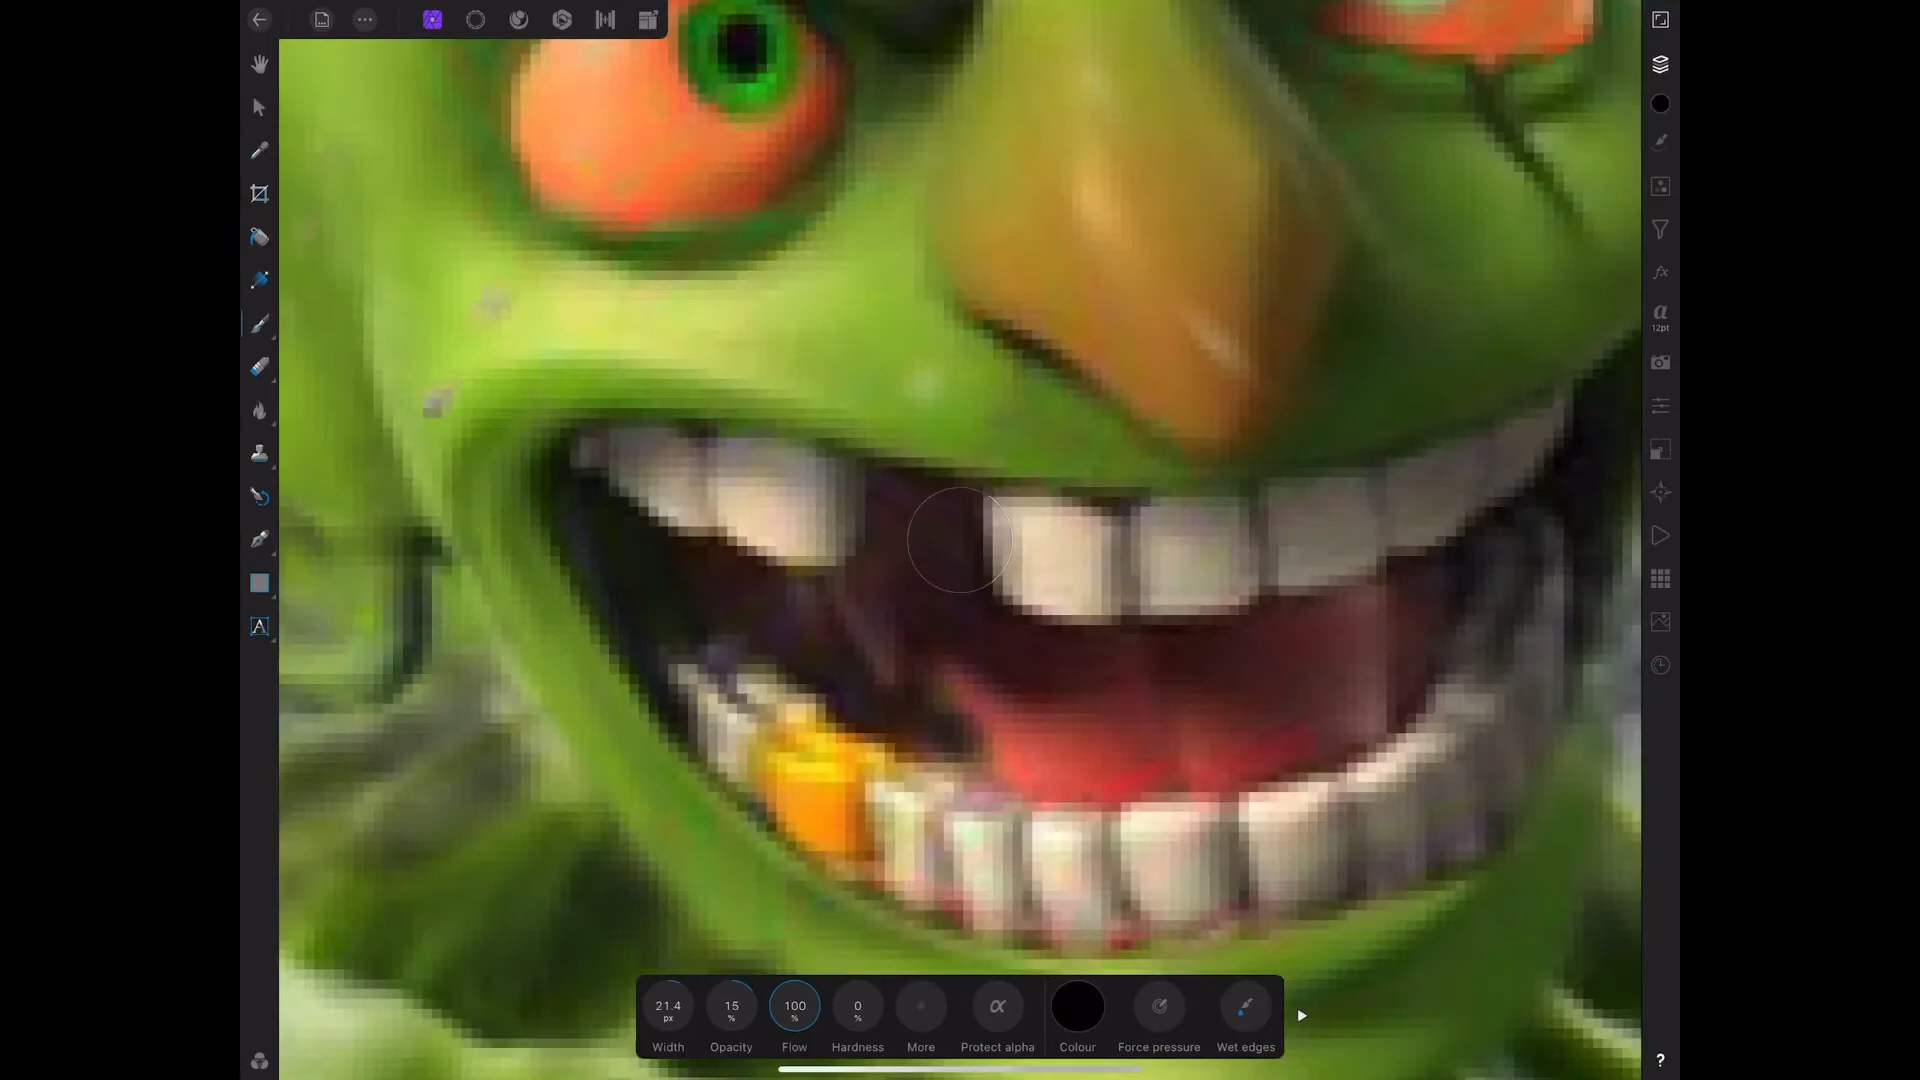 a
12pt
A
21.4
px
15
%
100
%
0
%
α
Width
Opacity
Flow
Hardness
More
Protect alpha
Colour
Force pressure
Wet edges
fx
?